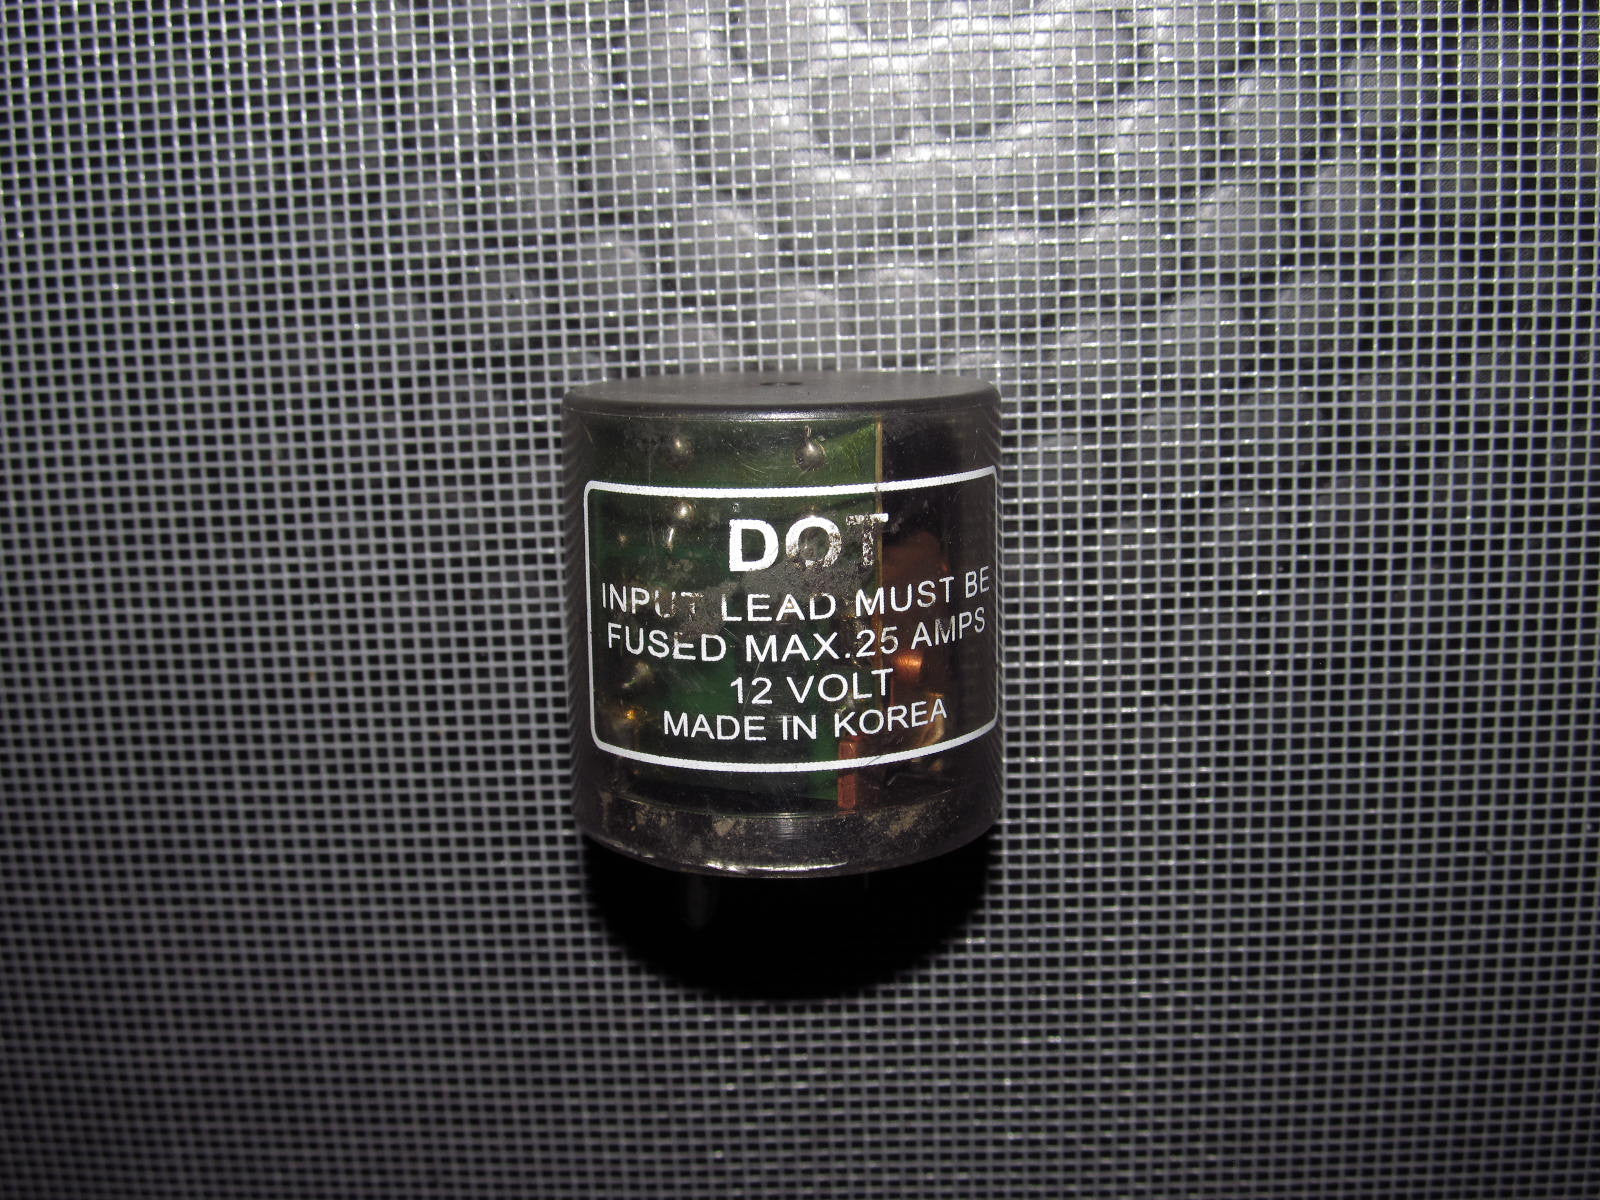 DOT
INPUT LEAD MUST BE
FUSED MAX.25 AMPS
12 VOLT
MADE IN KOREA